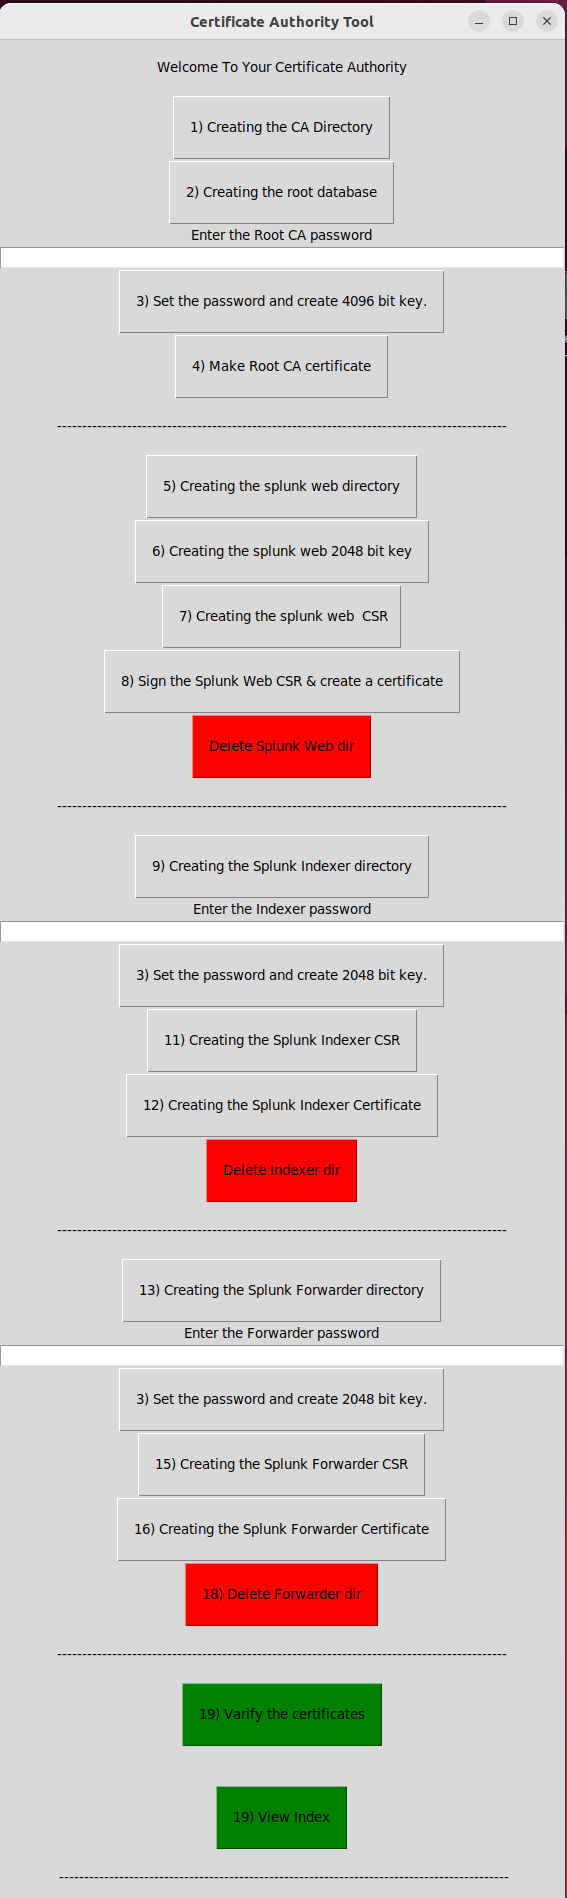 Certificate Authority Tool
Welcome To Your Certificate Authority
1) Creating the CA Directory
2) Creating the root database
Enter the Root CA password
3) Set the password and create 4096 bit key.
4) Make Root CA certificate
------------------------------------------------------------------------------------------
5) Creating the splunk web directory
6) Creating the splunk web 2048 bit key
7) Creating the splunk web  CSR
8) Sign the Splunk Web CSR & create a certificate
Delete Splunk Web dir
------------------------------------------------------------------------------------------
9) Creating the Splunk Indexer directory
Enter the Indexer password
3) Set the password and create 2048 bit key.
11) Creating the Splunk Indexer CSR
12) Creating the Splunk Indexer Certificate
Delete Indexer dir
------------------------------------------------------------------------------------------
13) Creating the Splunk Forwarder directory
Enter the Forwarder password
3) Set the password and create 2048 bit key.
15) Creating the Splunk Forwarder CSR
16) Creating the Splunk Forwarder Certificate
18) Delete Forwarder dir
------------------------------------------------------------------------------------------
19) Varify the certificates
19) View Index
------------------------------------------------------------------------------------------